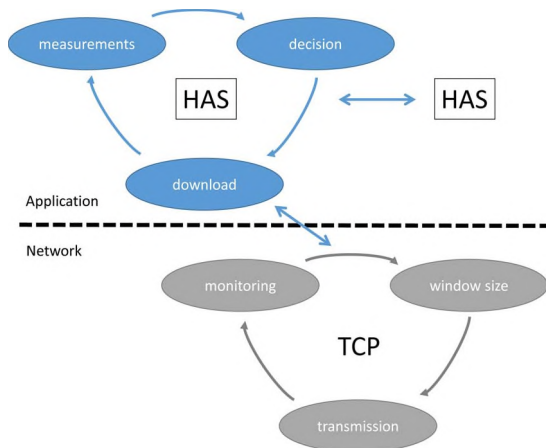 measurements
decision
HAS
HAS
download
Application
Network
monitoring
window size
TCP
transmission